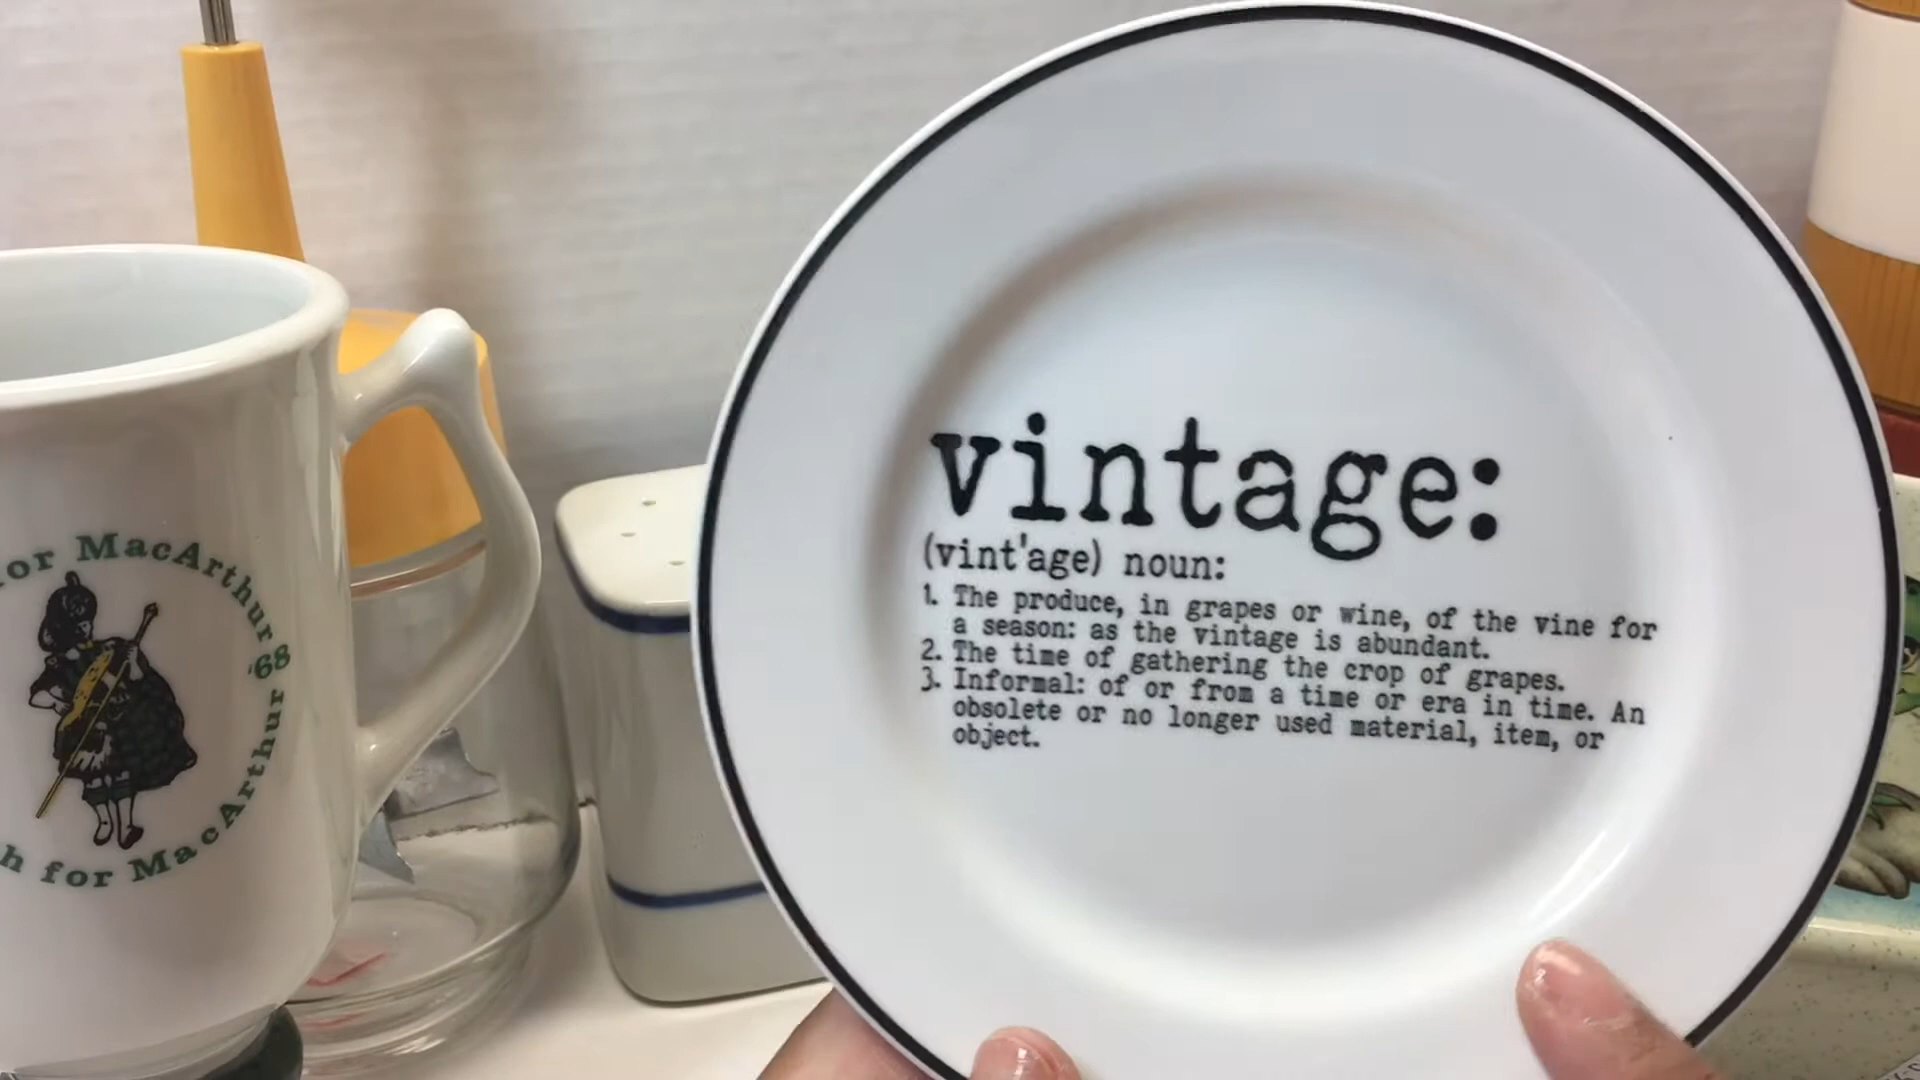 for MacArthur '68
for MacArthur
vintage:
(vint'age) noun:
1. The produce, in grapes or wine, of the vine for
a season: as the vintage is abundant.
2. The time of gathering the crop of grapes.
3. Informal: of or from a time or era in time. An
obsolete or no longer used material, item, or
object.